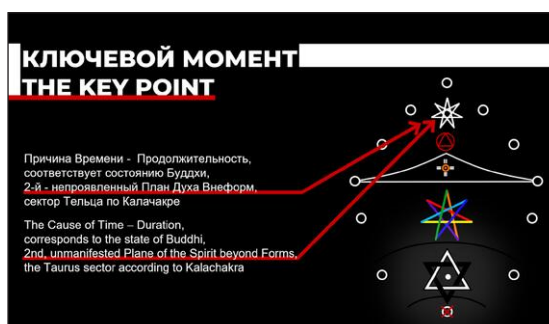 КЛЮЧЕВОЙ МОМЕНТ
THE KEY POINT
Причина Времени - Продолжительность,
соответствует состоянию Буддхи,
2-й - непроявленный План Духа Внеформ,
сектор Тельца по Калачакре
The Cause of Time – Duration,
corresponds to the state of Buddhi,
2nd, unmanifested Plane of the Spirit beyond Forms,
the Taurus sector according to Kalachakra